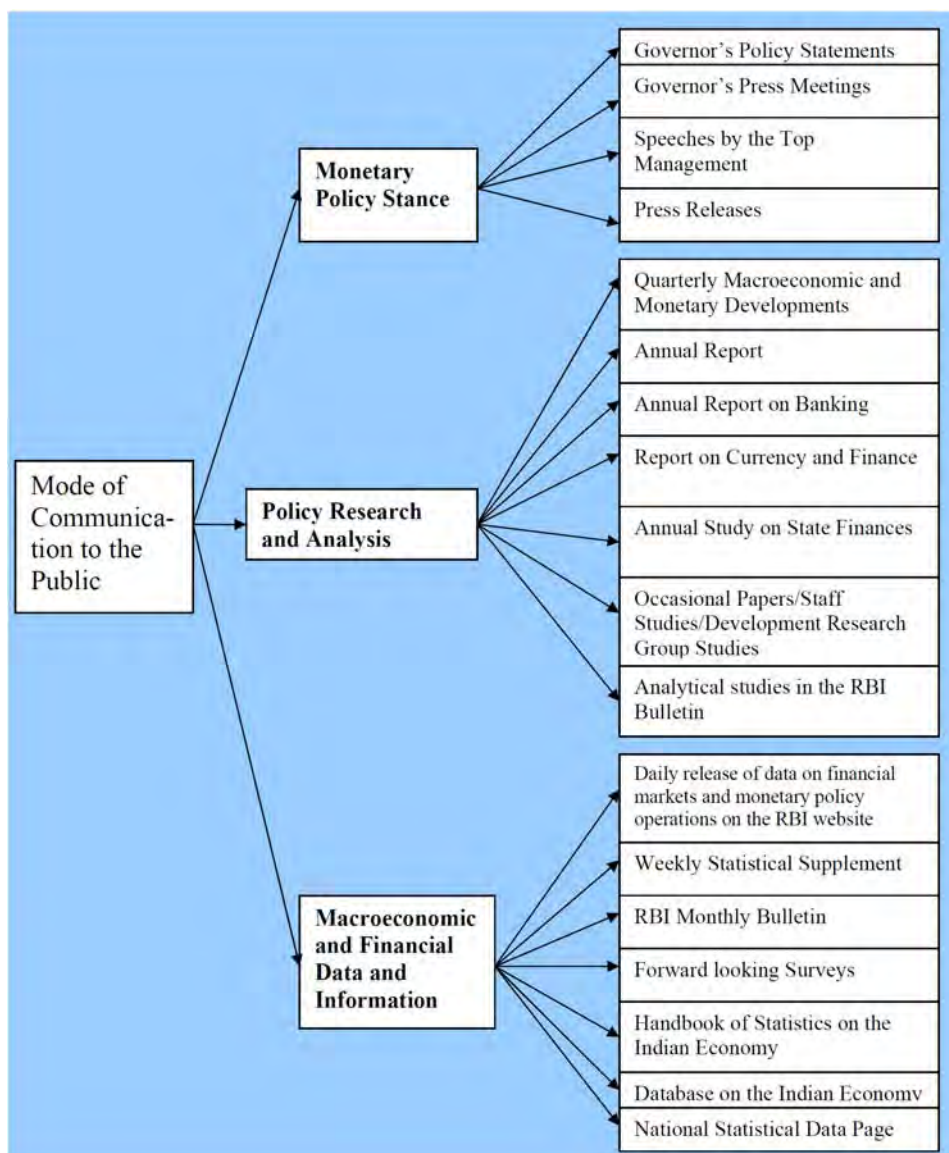 Mode of
Communica-
tion to the
Public
Monetary
Policy Stance
Governor’s Policy Statements
Governor’s Press Meetings
Speeches by the Top
Management
Press Releases
Policy Research
and Analysis
Quarterly Macroeconomic and
Monetary Developments
Annual Report
Annual Report on Banking
Report on Currency and Finance
Annual Study on State Finances
Occasional Papers/Staff
Studies/Development Research
Group Studies
Analytical studies in the RBI
Bulletin
Macroeconomic
and Financial
Data and
Information
Daily release of data on financial
markets and monetary policy
operations on the RBI website
Weekly Statistical Supplement
RBI Monthly Bulletin
Forward looking Surveys
Handbook of Statistics on the
Indian Economy
Database on the Indian Economy
National Statistical Data Page